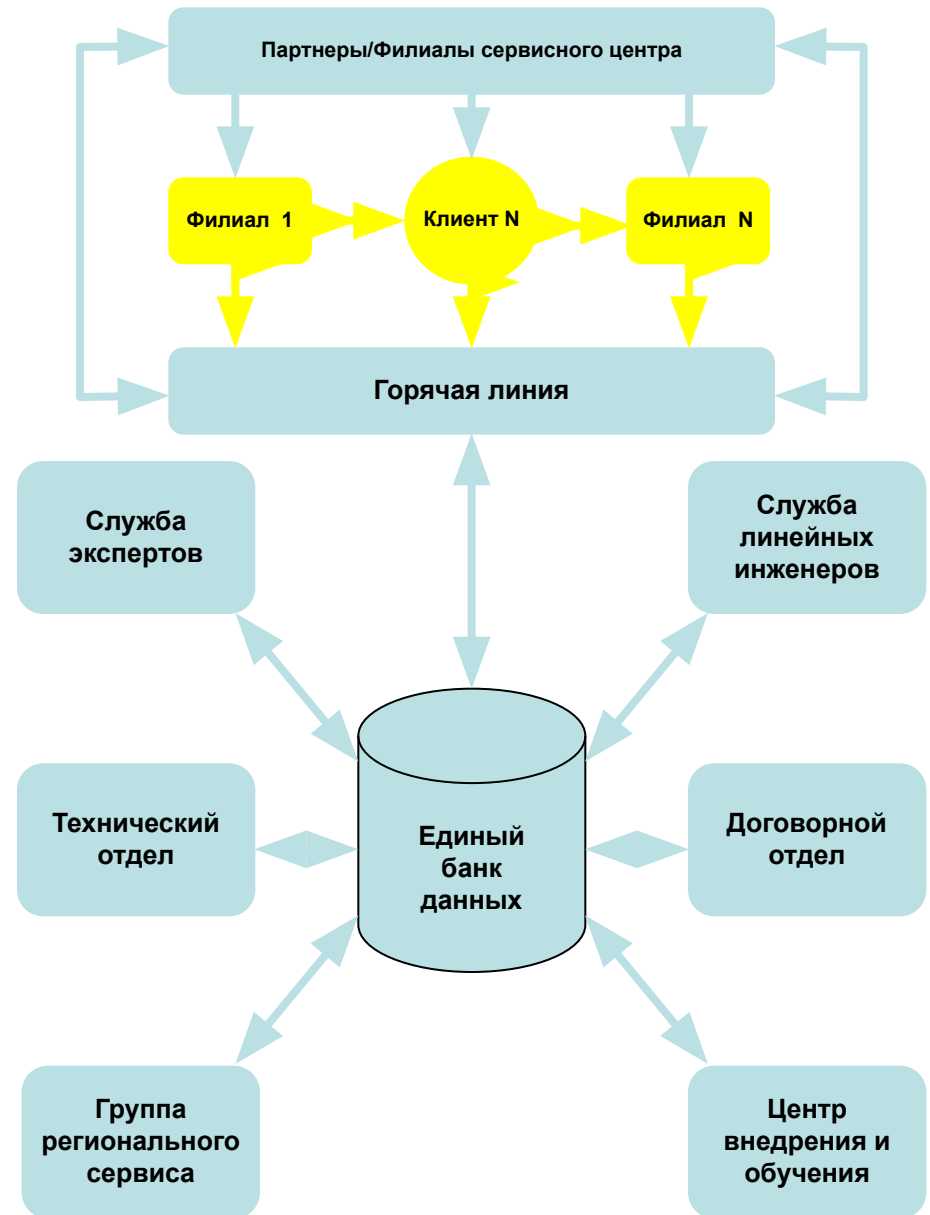 Партнеры/Филиалы сервисного центра
Филиал 1
Клиент N
Филиал N
Горячая линия
Служба
экспертов
Служба
линейных
инженеров
Технический
отдел
Единый
банк
данных
Договорной
отдел
Группа
регионального
сервиса
Центр
внедрения и
обучения